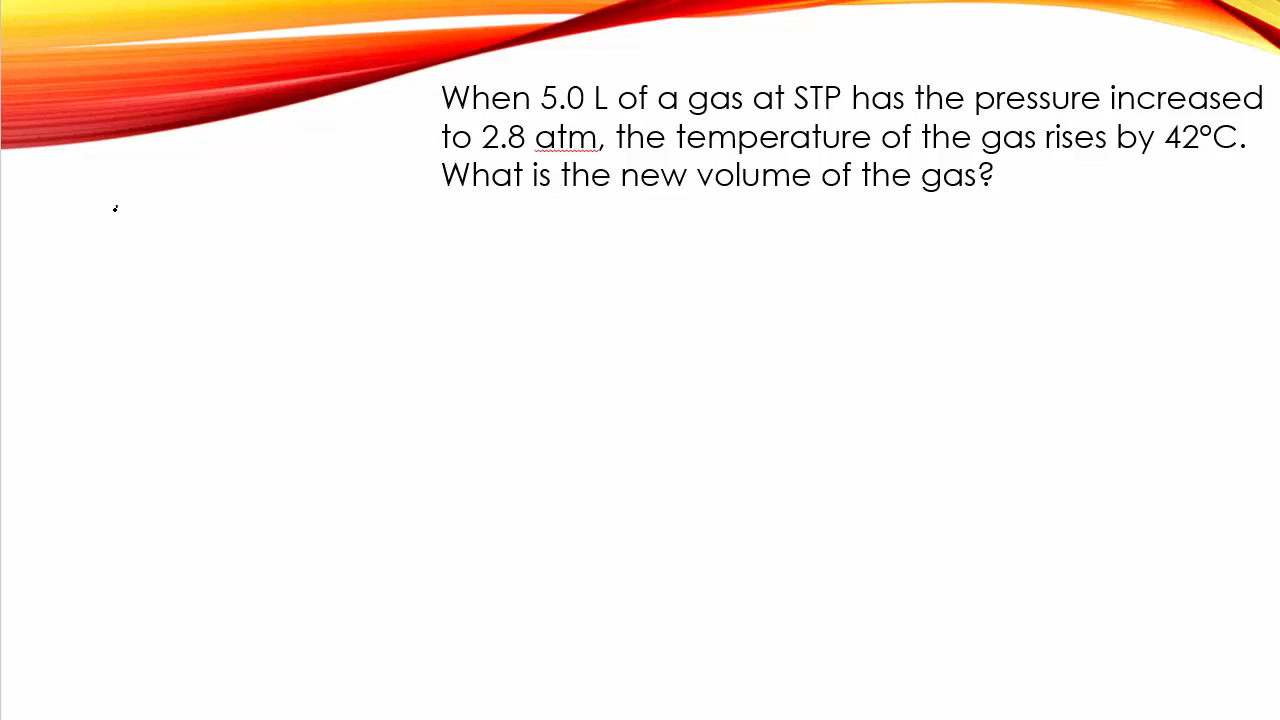 When 5.0 L of a gas at STP has the pressure increased
to 2.8 atm, the temperature of the gas rises by 42°C.
What is the new volume of the gas?